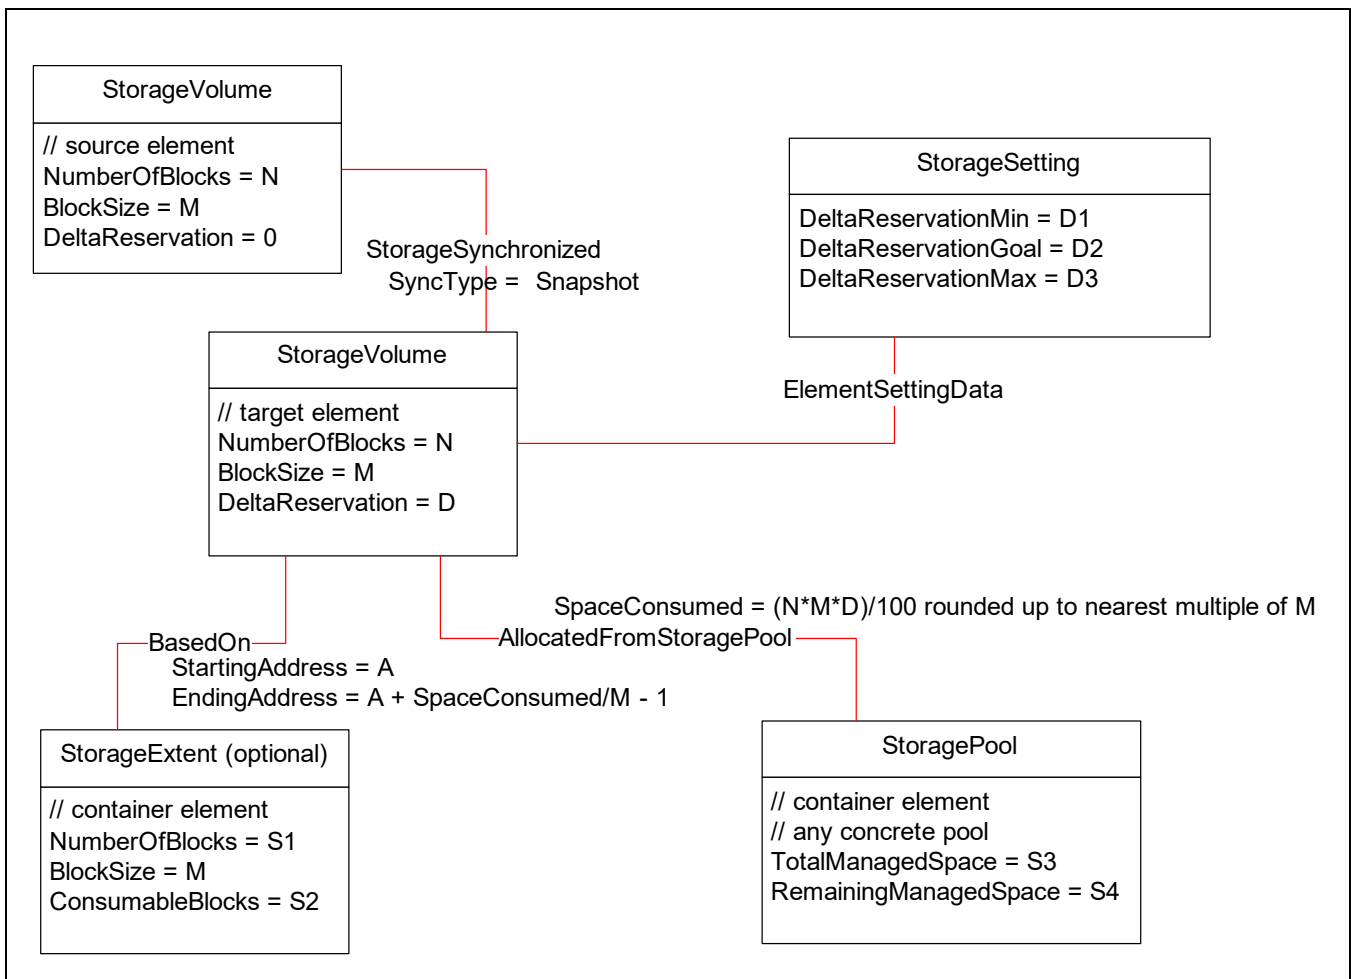 StorageVolume
// source element
NumberOfBlocks = N
BlockSize = M
DeltaReservation = 0
StorageSetting
DeltaReservationMin = D1
DeltaReservationGoal = D2
DeltaReservationMax = D3
StorageSynchronized
SyncType = Snapshot
StorageVolume
// target element
NumberOfBlocks = N
BlockSize = M
DeltaReservation = D
ElementSettingData
SpaceConsumed = (N*M*D)/100 rounded up to nearest multiple of M
AllocatedFromStoragePool
BasedOn
StartingAddress = A
EndingAddress = A + SpaceConsumed/M - 1
StorageExtent (optional)
// container element
NumberOfBlocks = S1
BlockSize = M
ConsumableBlocks = S2
StoragePool
// container element
// any concrete pool
TotalManagedSpace = S3
RemainingManagedSpace = S4